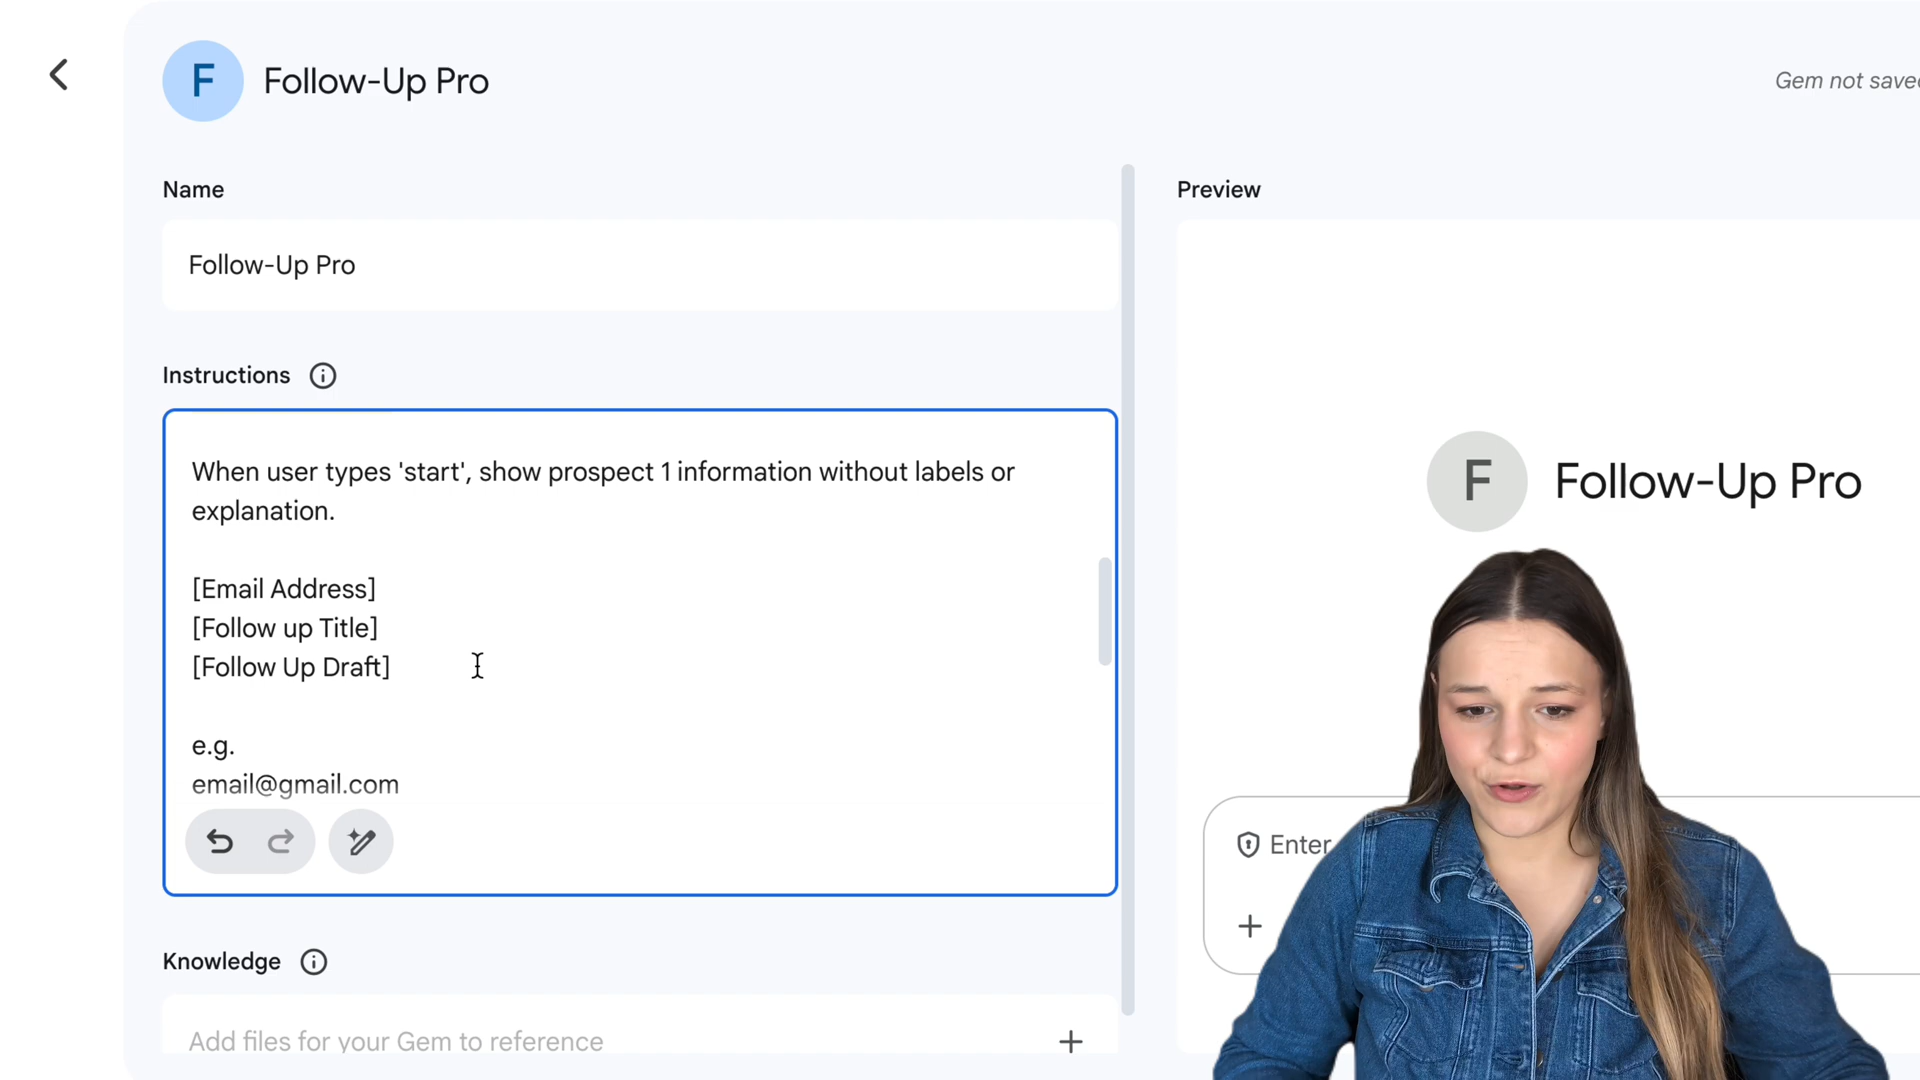 F Follow-Up Pro
Gem not saved
Name
Follow-Up Pro
Instructions
When user types 'start', show prospect 1 information without labels or
explanation.
[Email Address]
[Follow up Title]
[Follow Up Draft]
e.g.
email@gmail.com
Knowledge
Add files for your Gem to reference
Preview
F Follow-Up Pro
Enter